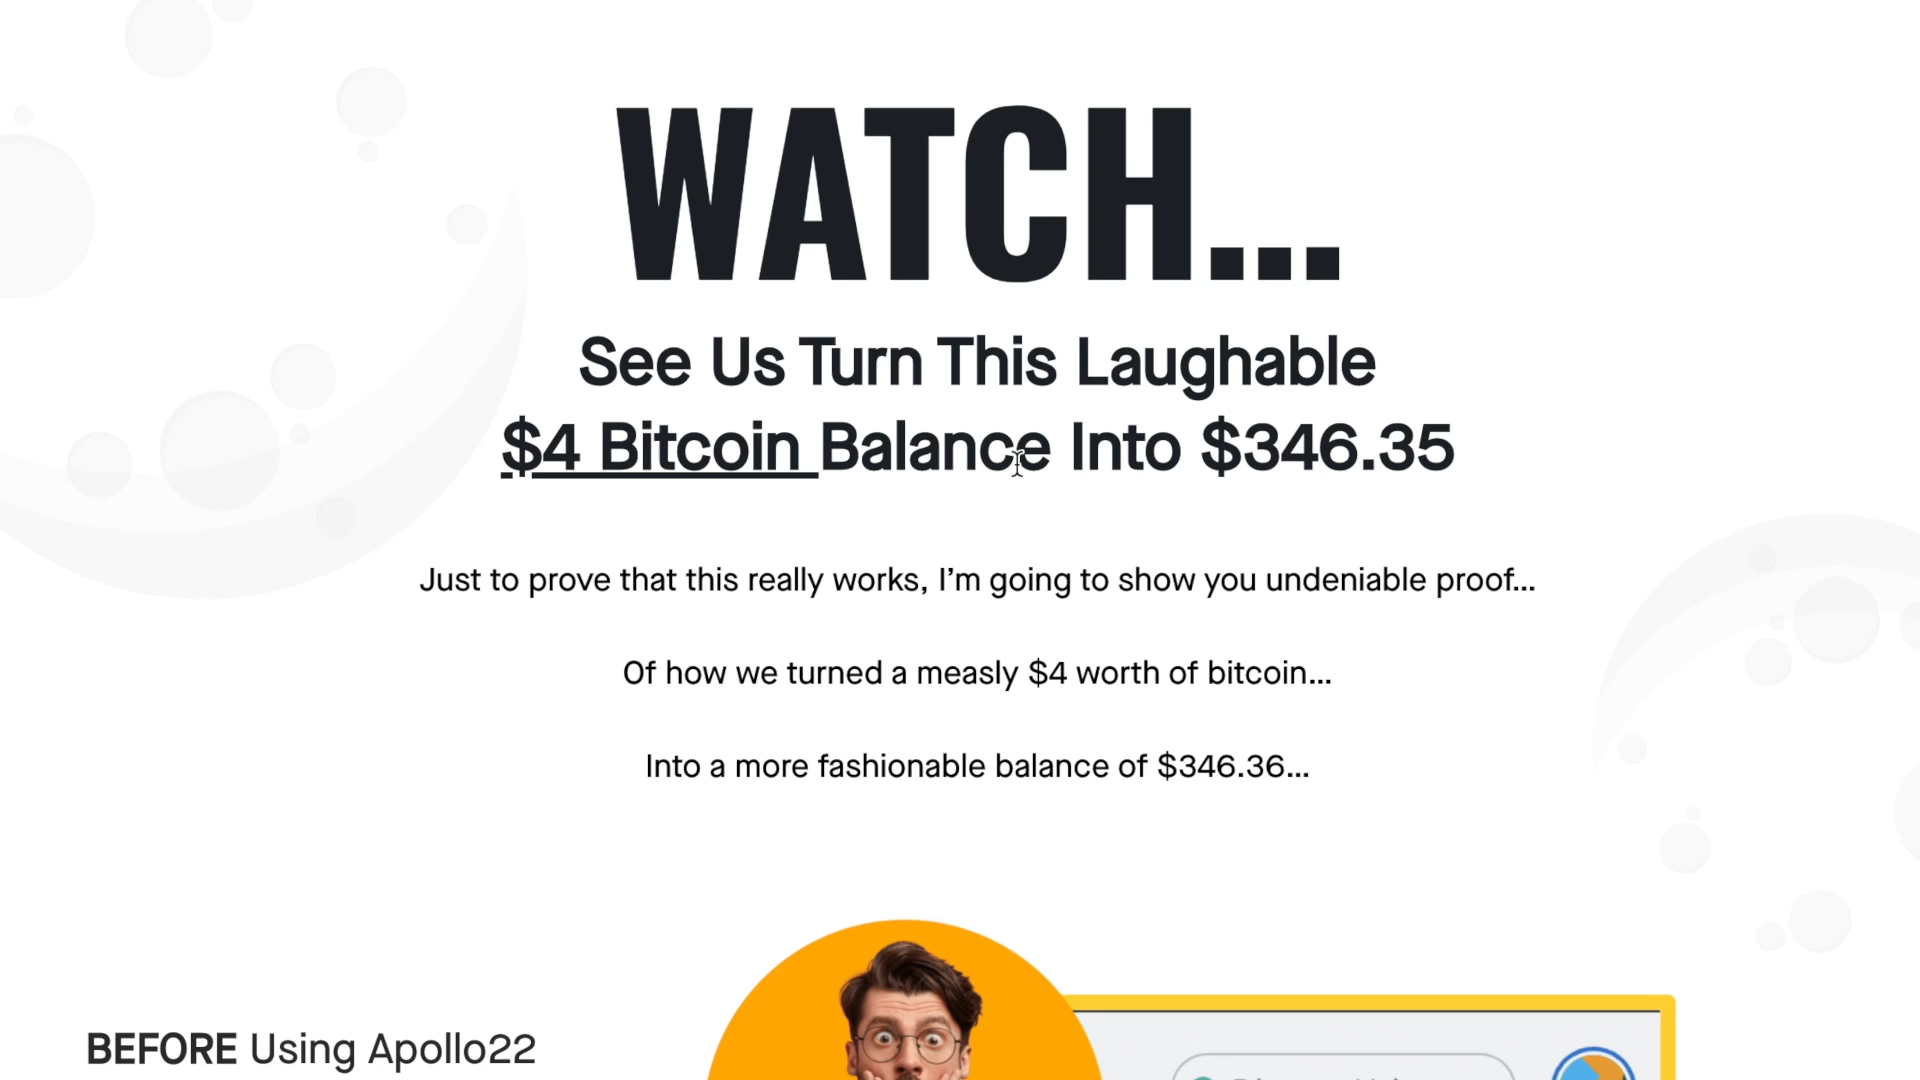 WATCH...
See Us Turn This Laughable
$4 Bitcoin Balance Into $346.35
Just to prove that this really works, I’m going to show you undeniable proof...
Of how we turned a measly $4 worth of bitcoin...
Into a more fashionable balance of $346.36...
BEFORE Using Apollo22